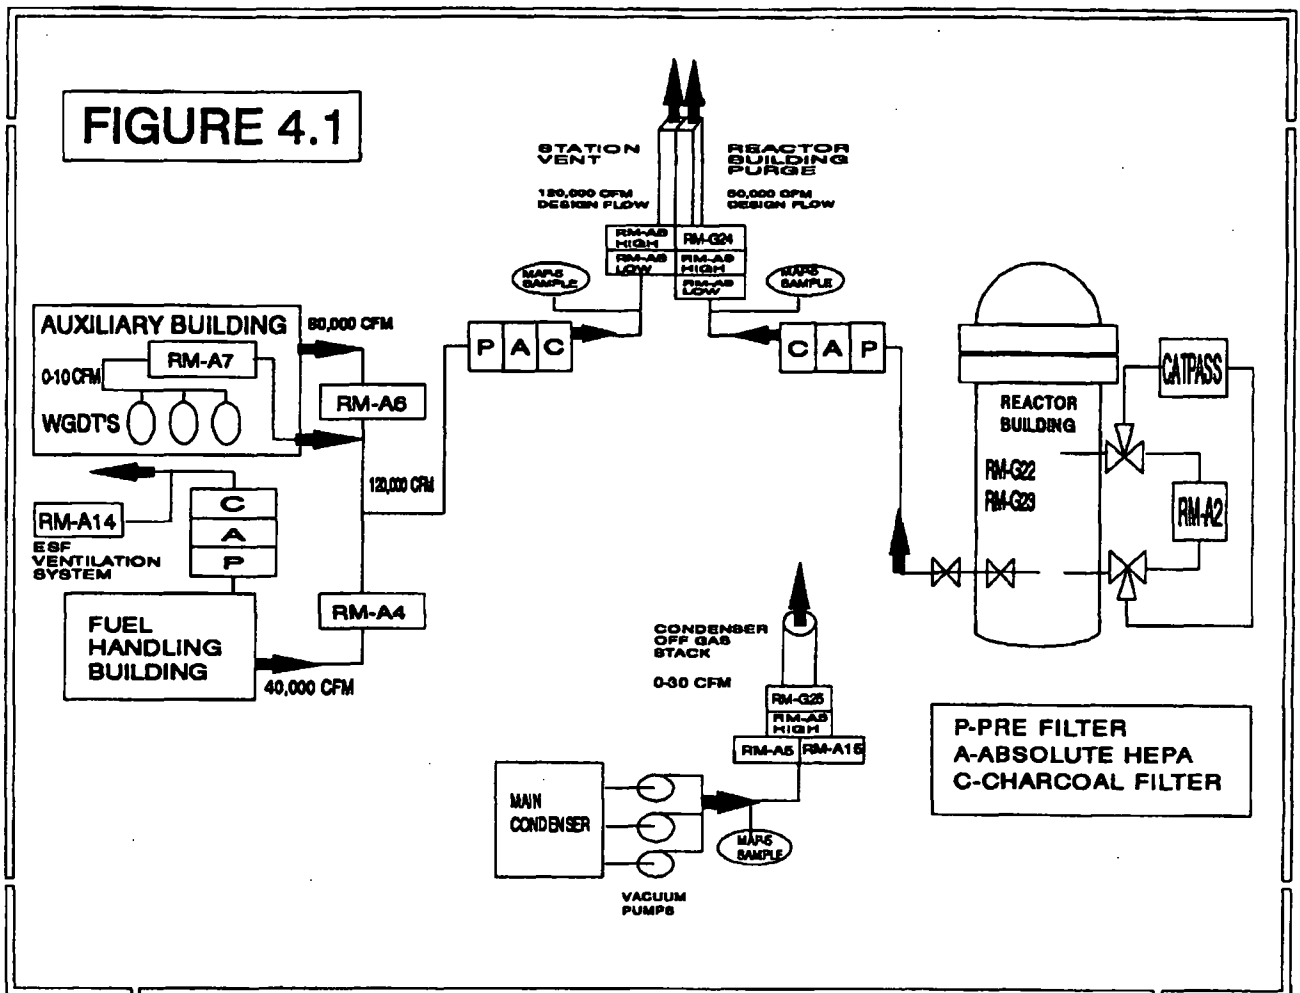 FIGURE 4.1
STATION
VENT
120,000 CFM
DESIGN FLOW
REACTOR
BUILDING
PURGE
50,000 CFM
DESIGN FLOW
RM-A8
HIGH
RM-G24
RM-A8
LOW
RM-A9
HIGH
RM-A9
LOW
MAP-5
SAMPLE
MAP-5
SAMPLE
AUXILIARY BUILDING
80,000 CFM
RM-A7
0-10 CFM
WGDT'S
RM-A6
120,000 CFM
P A C
C A P
REACTOR
BUILDING
RM-G22
RM-G23
CATPASS
RM-A2
C
A
P
RM-A14
ESF
VENTILATION
SYSTEM
RM-A4
FUEL
HANDLING
BUILDING
40,000 CFM
CONDENSER
OFF GAS
STACK
0-30 CFM
RM-G25
RM-A5
HIGH
RM-A5
RM-A15
MAIN
CONDENSER
MAP-5
SAMPLE
VACUUM
PUMPS
P-PRE FILTER
A-ABSOLUTE HEPA
C-CHARCOAL FILTER